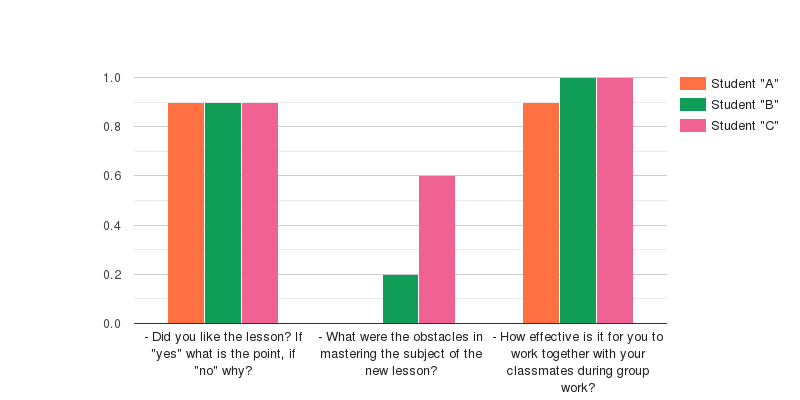 1.0
0.8
0.6
0.4
0.2
0.0
Student "A"
Student "B"
Student "C"
- Did you like the lesson? If
"yes" what is the point, if
"no" why?
- What were the obstacles in
mastering the subject of the
new lesson?
- How effective is it for you to
work together with your
classmates during group
work?